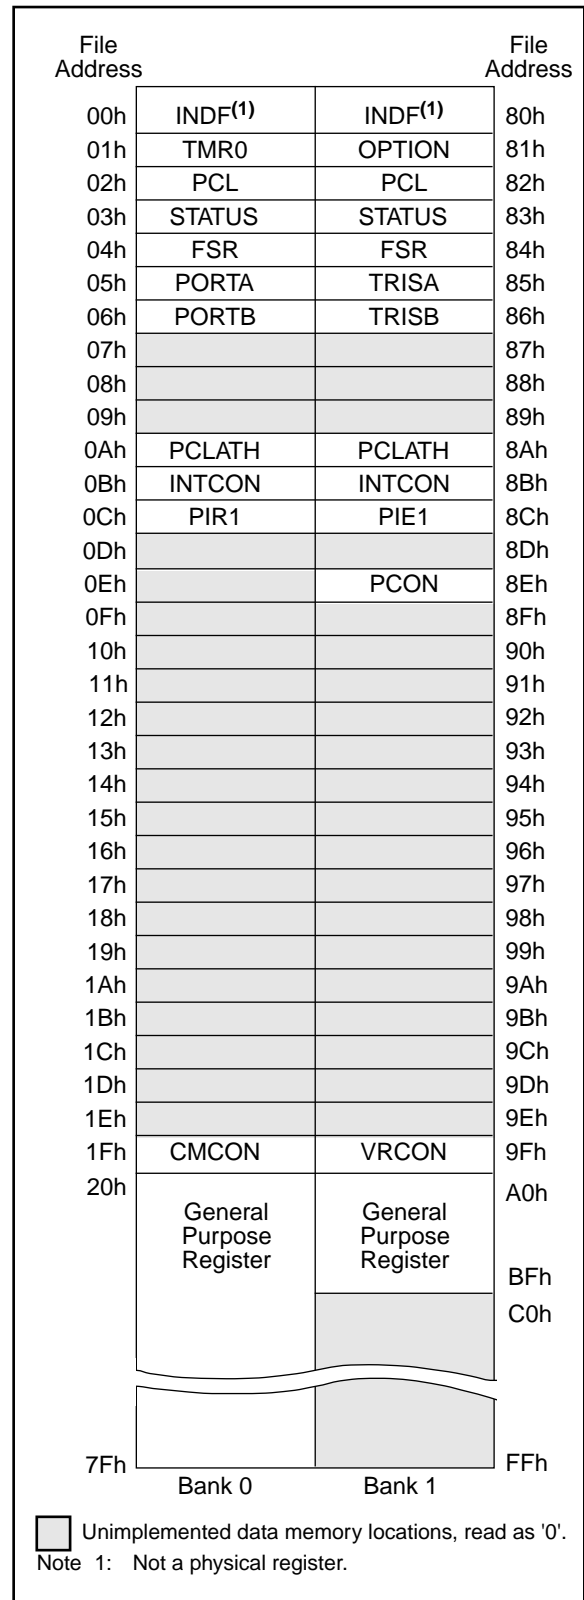 File Address File Address
00h INDF(1) INDF(1) 80h
01h TMR0 OPTION 81h
02h PCL PCL 82h
03h STATUS STATUS 83h
04h FSR FSR 84h
05h PORTA TRISA 85h
06h PORTB TRISB 86h
07h 87h
08h 88h
09h 89h
0Ah PCLATH PCLATH 8Ah
0Bh INTCON INTCON 8Bh
0Ch PIR1 PIE1 8Ch
0Dh 8Dh
0Eh PCON 8Eh
0Fh 8Fh
10h 90h
11h 91h
12h 92h
13h 93h
14h 94h
15h 95h
16h 96h
17h 97h
18h 98h
19h 99h
1Ah 9Ah
1Bh 9Bh
1Ch 9Ch
1Dh 9Dh
1Eh 9Eh
1Fh CMCON VRCON 9Fh
20h A0h
General General
Purpose Purpose
Register Register
BFh
C0h
7Fh FFh
Bank 0 Bank 1
Unimplemented data memory locations, read as '0'.
Note 1: Not a physical register.